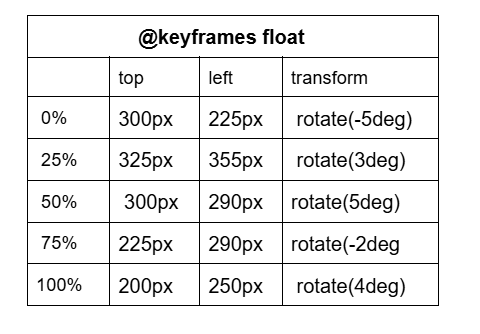 @keyframes float
top left transform
0% 300px 225px rotate(-5deg)
25% 325px 355px rotate(3deg)
50% 300px 290px rotate(5deg)
75% 225px 290px rotate(-2deg
100% 200px 250px rotate(4deg)